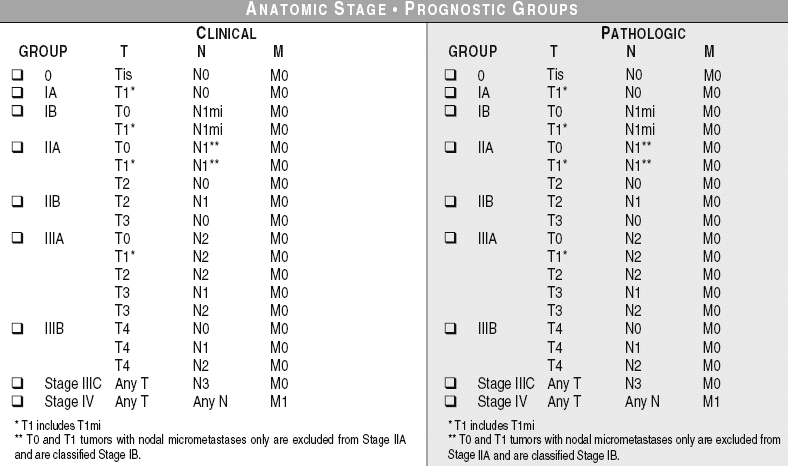 ANATOMIC STAGE • PROGNOSTIC GROUPS
CLINICAL
GROUP T N M
❑ 0 Tis N0 M0
❑ IA T1* N0 M0
❑ IB T0 N1mi M0
T1* N1mi M0
❑ IIA T0 N1** M0
T1* N1** M0
T2 N0 M0
❑ IIB T2 N1 M0
T3 N0 M0
❑ IIIA T0 N2 M0
T1* N2 M0
T2 N2 M0
T3 N1 M0
T3 N2 M0
❑ IIIB T4 N0 M0
T4 N1 M0
T4 N2 M0
❑ Stage IIIC Any T N3 M0
❑ Stage IV Any T Any N M1
* T1 includes T1mi
** T0 and T1 tumors with nodal micrometastases only are excluded from Stage IIA
and are classified Stage IB.
PATHOLOGIC
GROUP T N M
❑ 0 Tis N0 M0
❑ IA T1* N0 M0
❑ IB T0 N1mi M0
T1* N1mi M0
❑ IIA T0 N1** M0
T1* N1** M0
T2 N0 M0
❑ IIB T2 N1 M0
T3 N0 M0
❑ IIIA T0 N2 M0
T1* N2 M0
T2 N2 M0
T3 N1 M0
T3 N2 M0
❑ IIIB T4 N0 M0
T4 N1 M0
T4 N2 M0
❑ Stage IIIC Any T N3 M0
❑ Stage IV Any T Any N M1
* T1 includes T1mi
** T0 and T1 tumors with nodal micrometastases only are excluded from
Stage IIA and are classified Stage IB.